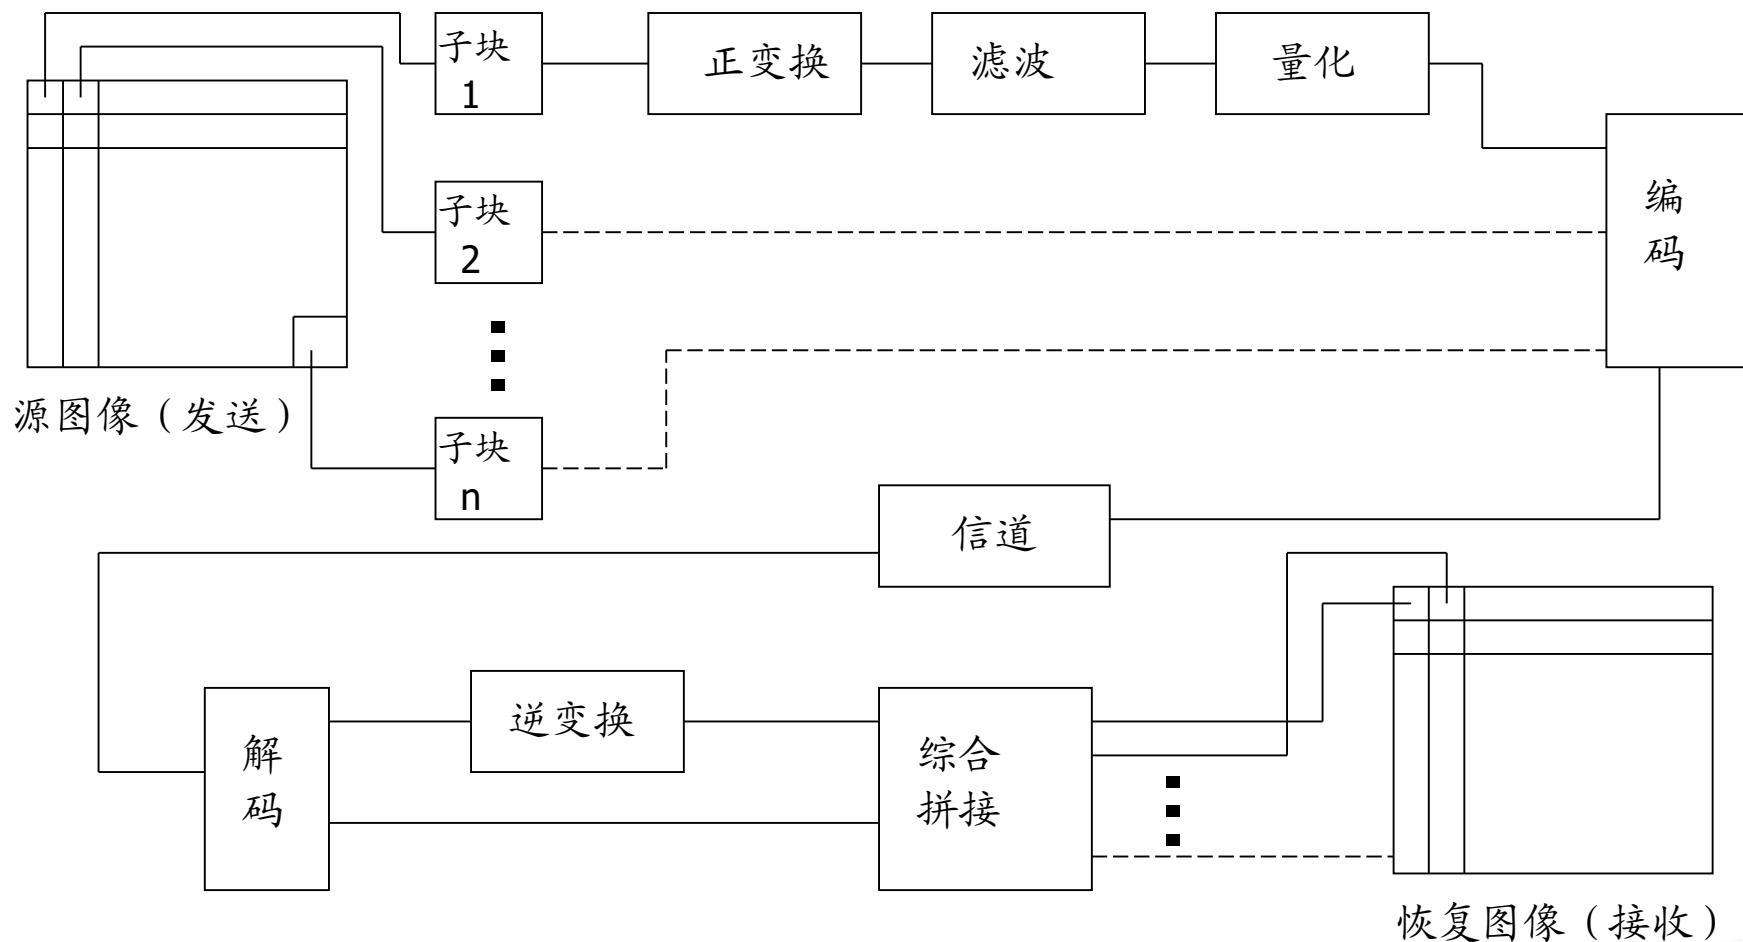 子块
1
正变换
滤波
量化
编
码
子块
2
源图像（发送）
子块
n
信道
解
码
逆变换
综合
拼接
恢复图像（接收）